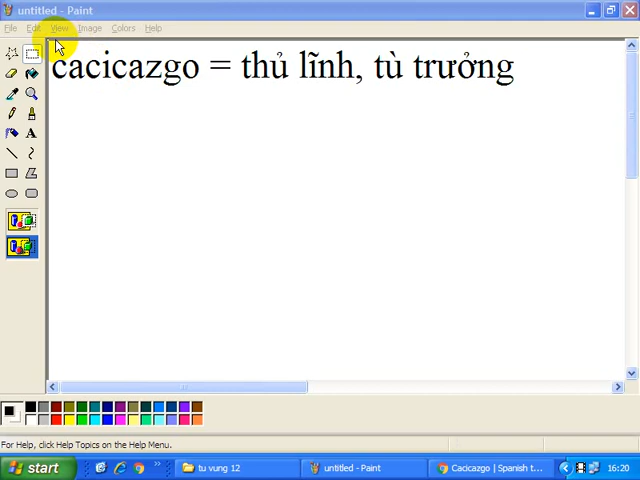 untitled - Paint
File Edit View Image Colors Help
cacicazgo = thủ lĩnh, tù trưởng
A
For Help, click Help Topics on the Help Menu.
start
tu vung 12
untitled - Paint
Cacicazgo | Spanish t...
16:20